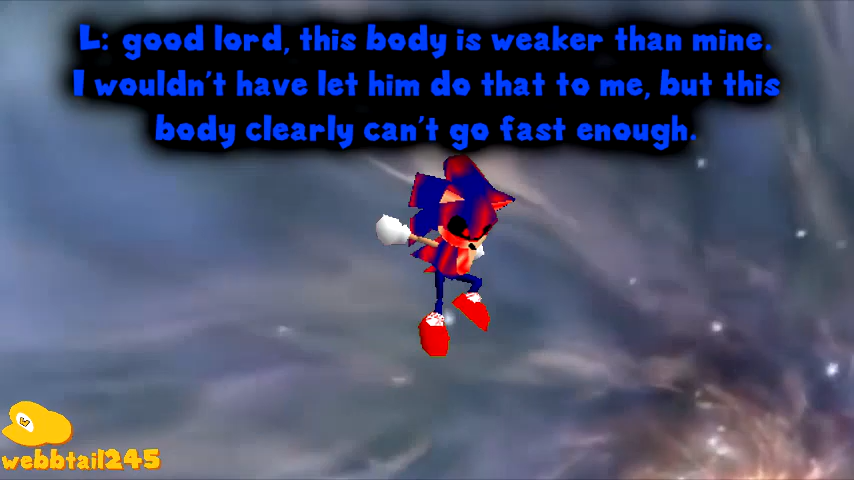 L: good lord, this body is weaker than mine.
I wouldn't have let him do that to me, but this
body clearly can't go fast enough.
webbtail245